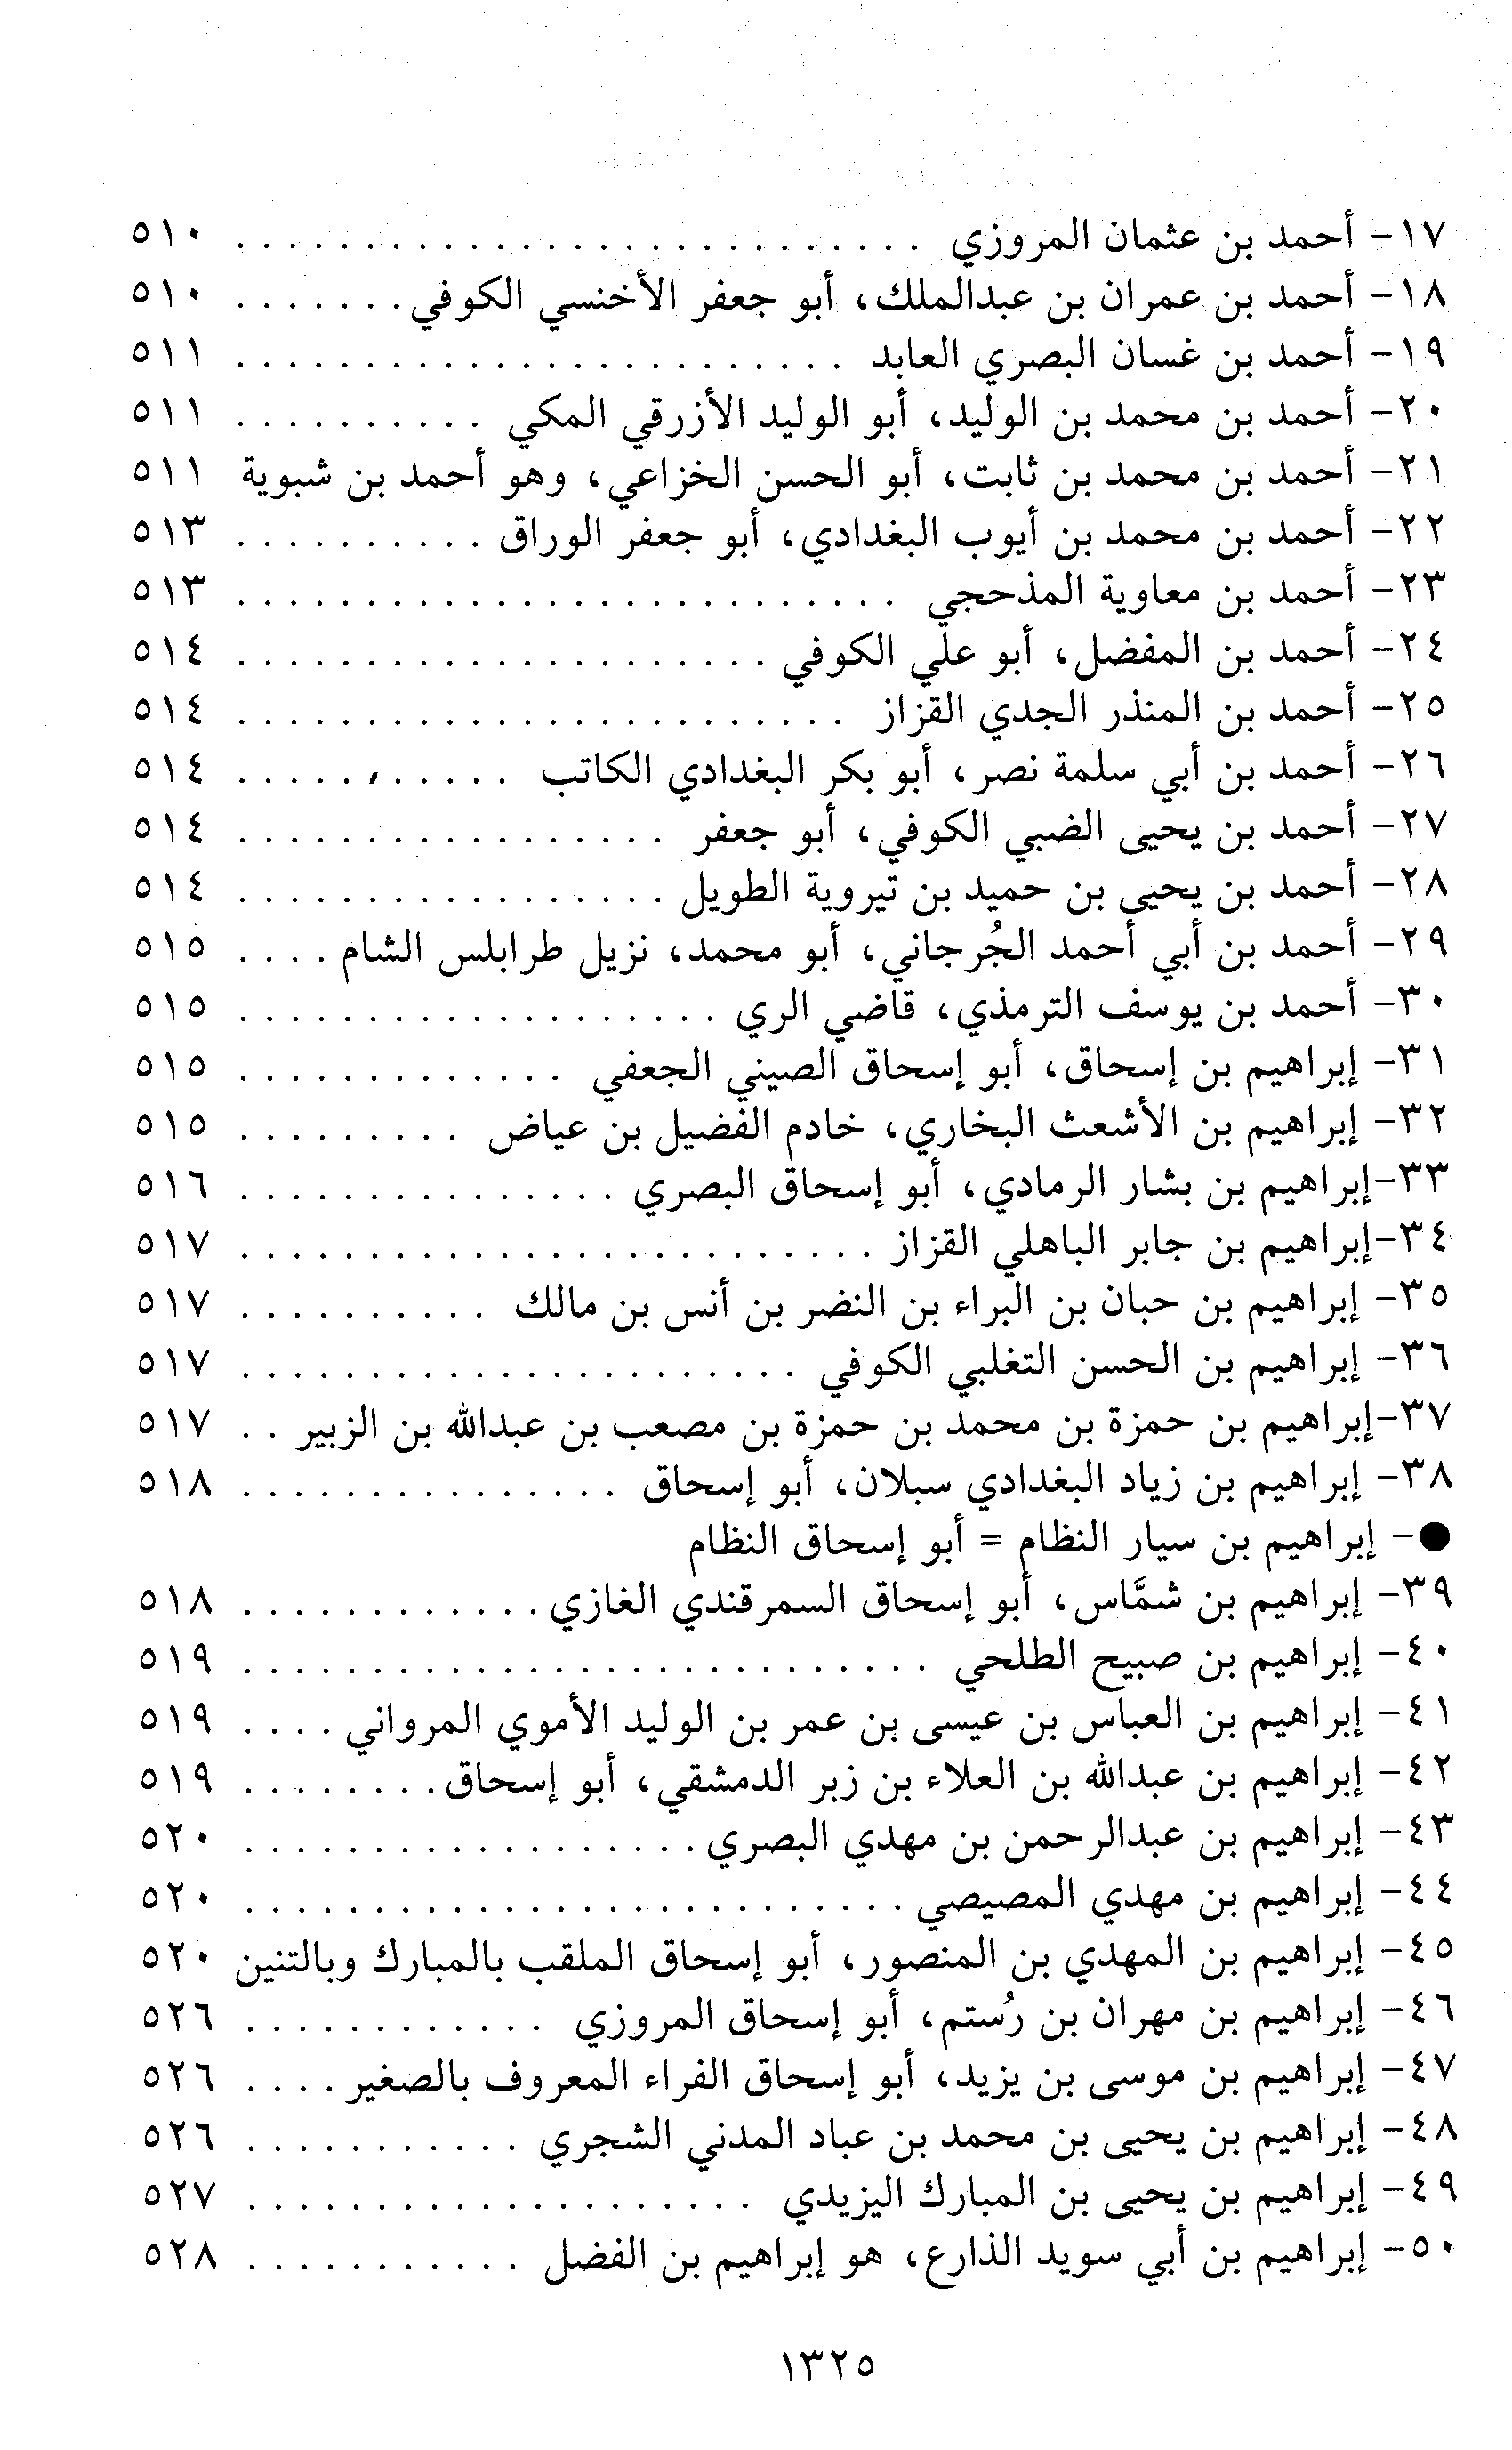 ١٧- أحمد بن عثمان المروزي . . . . . . . . . . . . . . . . . . . . . . . . . . . ٥١٠
١٨- أحمد بن عمران بن عبدالملك، أبو جعفر الأخنسي الكوفي . . . . . . . ٥١٠
١٩- أحمد بن غسان البصري العابد . . . . . . . . . . . . . . . . . . . . . . . . ٥١١
٢٠- أحمد بن محمد بن الوليد، أبو الوليد الأزرقي المكي . . . . . . . . . . ٥١١
٢١- أحمد بن محمد بن ثابت، أبو الحسن الخزاعي، وهو أحمد بن شبوية ٥١١
٢٢- أحمد بن محمد بن أيوب البغدادي، أبو جعفر الوراق . . . . . . . . . . ٥١٣
٢٣- أحمد بن معاوية المذحجي . . . . . . . . . . . . . . . . . . . . . . . . . . ٥١٣
٢٤- أحمد بن المفضل، أبو علي الكوفي . . . . . . . . . . . . . . . . . . . . . ٥١٤
٢٥- أحمد بن المنذر الجدي القزاز . . . . . . . . . . . . . . . . . . . . . . . . ٥١٤
٢٦- أحمد بن أبي سلمة نصر، أبو بكر البغدادي الكاتب . . . . . . . . . . . ٥١٤
٢٧- أحمد بن يحيى الضبي الكوفي، أبو جعفر . . . . . . . . . . . . . . . . . ٥١٤
٢٨- أحمد بن يحيى بن حميد بن تيروية الطويل . . . . . . . . . . . . . . . . . ٥١٤
٢٩- أحمد بن أبي أحمد الجُرجاني، أبو محمد، نزيل طرابلس الشام . . . . ٥١٥
٣٠- أحمد بن يوسف الترمذي، قاضي الري . . . . . . . . . . . . . . . . . . . ٥١٥
٣١- إبراهيم بن إسحاق، أبو إسحاق الصيني الجعفي . . . . . . . . . . . . . ٥١٥
٣٢- إبراهيم بن الأشعث البخاري، خادم الفضيل بن عياض . . . . . . . . . ٥١٥
٣٣-إبراهيم بن بشار الرمادي، أبو إسحاق البصري . . . . . . . . . . . . . . . ٥١٦
٣٤-إبراهيم بن جابر الباهلي القزاز . . . . . . . . . . . . . . . . . . . . . . . . . ٥١٧
٣٥- إبراهيم بن حبان بن البراء بن النضر بن أنس بن مالك . . . . . . . . . . ٥١٧
٣٦- إبراهيم بن الحسن التغلبي الكوفي . . . . . . . . . . . . . . . . . . . . . . ٥١٧
٣٧-إبراهيم بن حمزة بن محمد بن حمزة بن مصعب بن عبدالله بن الزبير . . ٥١٧
٣٨- إبراهيم بن زياد البغدادي سبلان، أبو إسحاق . . . . . . . . . . . . . . . ٥١٨
●- إبراهيم بن سيار النظام = أبو إسحاق النظام
٣٩- إبراهيم بن شمَّاس، أبو إسحاق السمرقندي الغازي . . . . . . . . . . . . ٥١٨
٤٠- إبراهيم بن صبيح الطلحي . . . . . . . . . . . . . . . . . . . . . . . . . . . ٥١٩
٤١- إبراهيم بن العباس بن عيسى بن عمر بن الوليد الأموي المرواني . . . . ٥١٩
٤٢- إبراهيم بن عبدالله بن العلاء بن زبر الدمشقي، أبو إسحاق . . . . . . . . ٥١٩
٤٣- إبراهيم بن عبدالرحمن بن مهدي البصري . . . . . . . . . . . . . . . . . . ٥٢٠
٤٤- إبراهيم بن مهدي المصيصي . . . . . . . . . . . . . . . . . . . . . . . . . . ٥٢٠
٤٥- إبراهيم بن المهدي بن المنصور، أبو إسحاق الملقب بالمبارك وبالتنين ٥٢٠
٤٦- إبراهيم بن مهران بن رُستم، أبو إسحاق المروزي . . . . . . . . . . . . ٥٢٦
٤٧- إبراهيم بن موسى بن يزيد، أبو إسحاق الفراء المعروف بالصغير . . . . ٥٢٦
٤٨- إبراهيم بن يحيى بن محمد بن عباد المدني الشجري . . . . . . . . . . . ٥٢٦
٤٩- إبراهيم بن يحيى بن المبارك اليزيدي . . . . . . . . . . . . . . . . . . . . ٥٢٧
٥٠- إبراهيم بن أبي سويد الذارع، هو إبراهيم بن الفضل . . . . . . . . . . . ٥٢٨
١٣٢٥